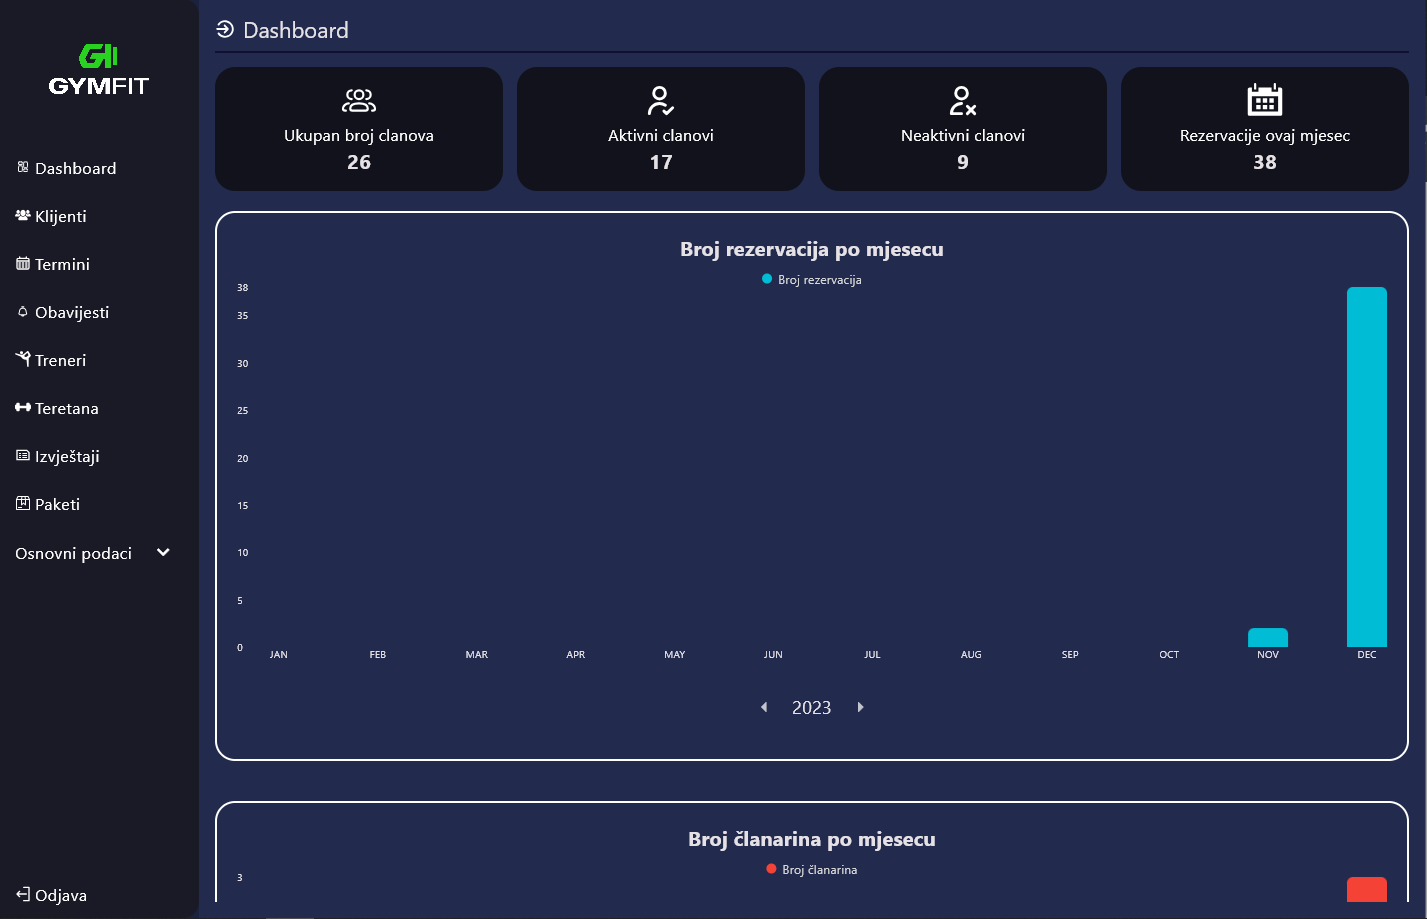 GYMFIT
Dashboard
Klijenti
Termini
Obavijesti
Treneri
Teretana
Izvještaji
Paketi
Osnovni podaci
Odjava
Dashboard
Ukupan broj clanova
26
Aktivni clanovi
17
Neaktivni clanovi
9
Rezervacije ovaj mjesec
38
Broj rezervacija po mjesecu
Broj rezervacija
38
35
30
25
20
15
10
5
0
JAN FEB MAR APR MAY JUN JUL AUG SEP OCT NOV DEC
2023
Broj članarina po mjesecu
Broj članarina
3